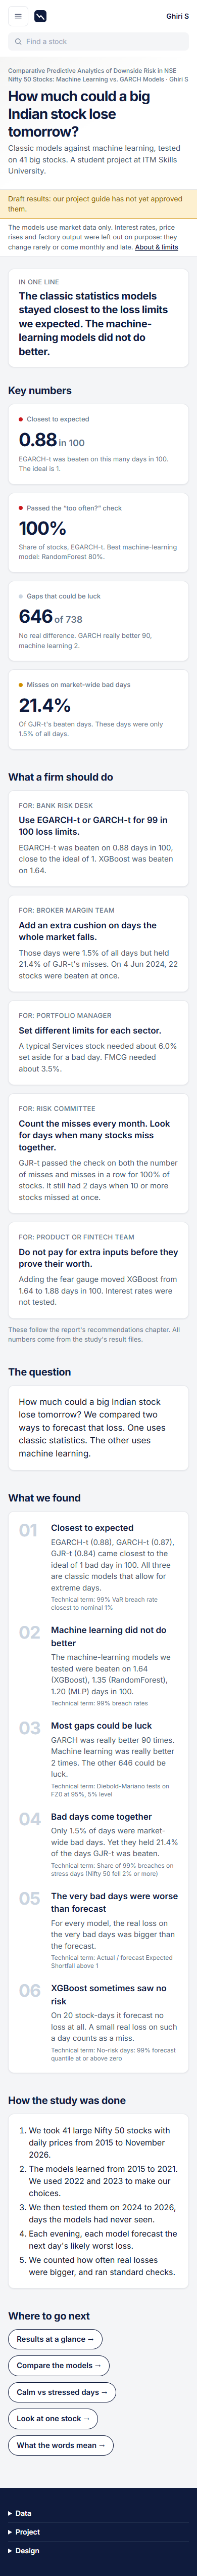 Ghiri S
Find a stock
Comparative Predictive Analytics of Downside Risk in NSE
Nifty 50 Stocks: Machine Learning vs. GARCH Models · Ghiri S
How much could a big
Indian stock lose
tomorrow?
Classic models against machine learning, tested
on 41 big stocks. A student project at ITM Skills
University.
Draft results: our project guide has not yet approved
them.
The models use market data only. Interest rates, price
rises and factory output were left out on purpose: they
change rarely or come monthly and late. About & limits
IN ONE LINE
The classic statistics models
stayed closest to the loss limits
we expected. The machine-
learning models did not do
better.
Key numbers
Closest to expected
0.88 in 100
EGARCH-t was beaten on this many days in 100.
The ideal is 1.
Passed the “too often?” check
100%
Share of stocks, EGARCH-t. Best machine-learning
model: RandomForest 80%.
Gaps that could be luck
646 of 738
No real difference. GARCH really better 90,
machine learning 2.
Misses on market-wide bad days
21.4%
Of GJR-t's beaten days. These days were only
1.5% of all days.
What a firm should do
FOR: BANK RISK DESK
Use EGARCH-t or GARCH-t for 99 in
100 loss limits.
EGARCH-t was beaten on 0.88 days in 100,
close to the ideal of 1. XGBoost was beaten
on 1.64.
FOR: BROKER MARGIN TEAM
Add an extra cushion on days the
whole market falls.
Those days were 1.5% of all days but held
21.4% of GJR-t's misses. On 4 Jun 2024, 22
stocks were beaten at once.
FOR: PORTFOLIO MANAGER
Set different limits for each sector.
A typical Services stock needed about 6.0%
set aside for a bad day. FMCG needed
about 3.5%.
FOR: RISK COMMITTEE
Count the misses every month. Look
for days when many stocks miss
together.
GJR-t passed the check on both the number
of misses and misses in a row for 100% of
stocks. It still had 2 days when 10 or more
stocks missed at once.
FOR: PRODUCT OR FINTECH TEAM
Do not pay for extra inputs before they
prove their worth.
Adding the fear gauge moved XGBoost from
1.64 to 1.88 days in 100. Interest rates were
not tested.
These follow the report's recommendations chapter. All
numbers come from the study's result files.
The question
How much could a big Indian stock
lose tomorrow? We compared two
ways to forecast that loss. One uses
classic statistics. The other uses
machine learning.
What we found
01
Closest to expected
EGARCH-t (0.88), GARCH-t (0.87),
GJR-t (0.84) came closest to the
ideal of 1 bad day in 100. All three
are classic models that allow for
extreme days.
Technical term: 99% VaR breach rate
closest to nominal 1%
02
Machine learning did not do
better
The machine-learning models we
tested were beaten on 1.64
(XGBoost), 1.35 (RandomForest),
1.20 (MLP) days in 100.
Technical term: 99% breach rates
03
Most gaps could be luck
GARCH was really better 90 times.
Machine learning was really better
2 times. The other 646 could be
luck.
Technical term: Diebold-Mariano tests on
FZ0 at 95%, 5% level
04
Bad days come together
Only 1.5% of days were market-
wide bad days. Yet they held 21.4%
of the days GJR-t was beaten.
Technical term: Share of 99% breaches on
stress days (Nifty 50 fell 2% or more)
05
The very bad days were worse
than forecast
For every model, the real loss on
the very bad days was bigger than
the forecast.
Technical term: Actual / forecast Expected
Shortfall above 1
06
XGBoost sometimes saw no
risk
On 20 stock-days it forecast no
loss at all. A small real loss on such
a day counts as a miss.
Technical term: No-risk days: 99% forecast
quantile at or above zero
How the study was done
1. We took 41 large Nifty 50 stocks with
daily prices from 2015 to November
2026.
2. The models learned from 2015 to 2021.
We used 2022 and 2023 to make our
choices.
3. We then tested them on 2024 to 2026,
days the models had never seen.
4. Each evening, each model forecast the
next day's likely worst loss.
5. We counted how often real losses
were bigger, and ran standard checks.
Where to go next
Results at a glance →
Compare the models →
Calm vs stressed days →
Look at one stock →
What the words mean →
Data
Project
Design